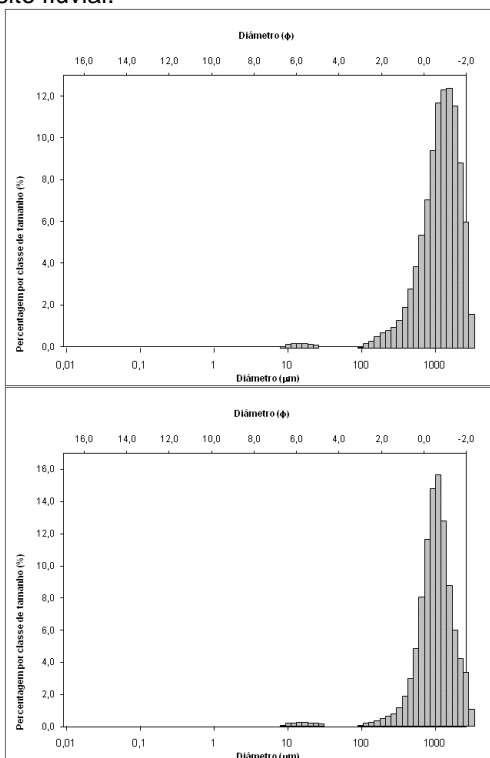 sito fluvial.
Diámetro (ϕ)
16,0 14,0 12,0 10,0 8,0 6,0 4,0 2,0 0,0 -2,0
Percentagem por classe de tamanho (%)
12,0
10,0
8,0
6,0
4,0
2,0
0,0
0,01 0,1 1 10 100 1000
Diâmetro (µm)
Diâmetro (ϕ)
16,0 14,0 12,0 10,0 8,0 6,0 4,0 2,0 0,0 -2,0
Percentagem por classe de tamanho (%)
16,0
14,0
12,0
10,0
8,0
6,0
4,0
2,0
0,0
0,01 0,1 1 10 100 1000
Diâmetro (µm)